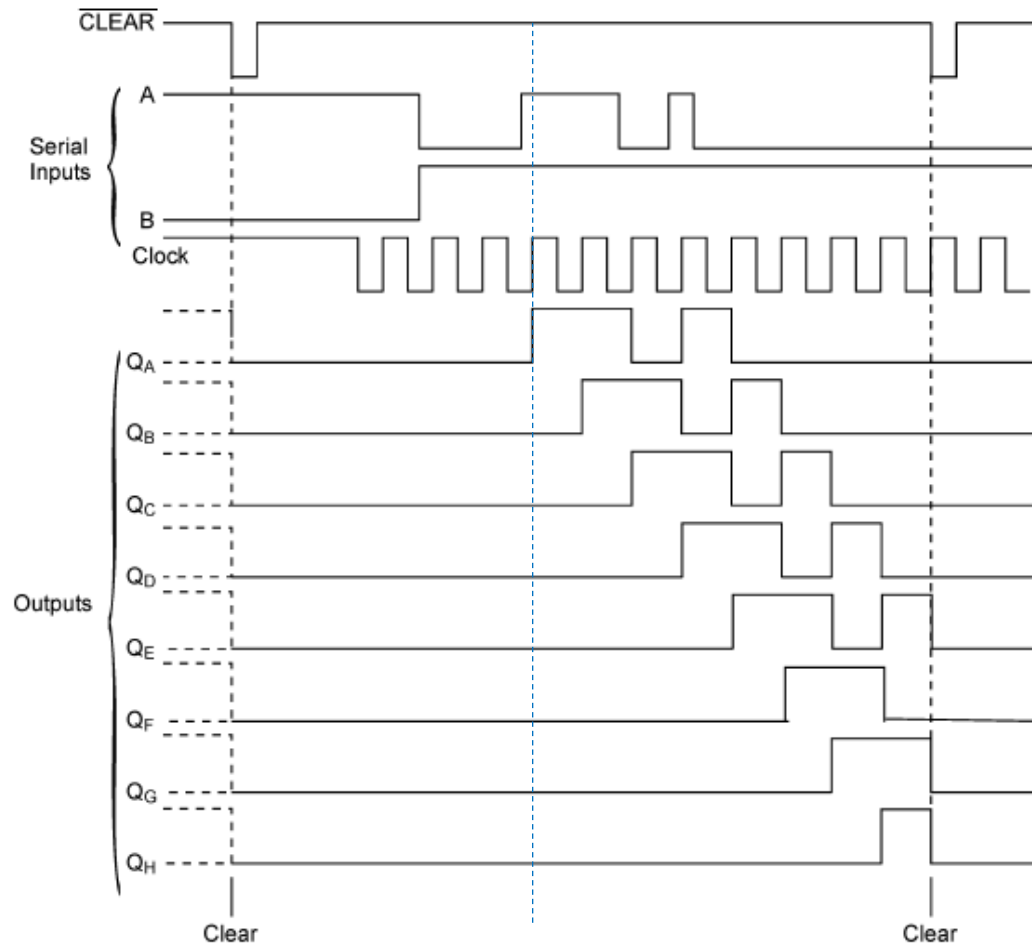 CLEAR
A
Serial
Inputs
B
Clock
QA
QB
QC
QD
Outputs
QE
QF
QG
QH
Clear
Clear